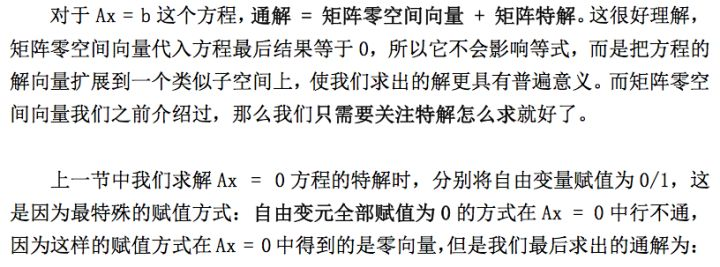 对于 Ax = b 这个方程，通解 = 矩阵零空间向量 + 矩阵特解。这很好理解，
矩阵零空间向量代入方程最后结果等于 0，所以它不会影响等式，而是把方程的
解向量扩展到一个类似子空间上，使我们求出的解更具有普遍意义。而矩阵零空
间向量我们之前介绍过，那么我们只需要关注特解怎么求就好了。
上一节中我们求解 Ax = 0 方程的特解时，分别将自由变量赋值为 0/1，这
是因为最特殊的赋值方式：自由变元全部赋值为 0 的方式在 Ax = 0 中行不通，
因为这样的赋值方式在 Ax = 0 中得到的是零向量，但是我们最后求出的通解为：